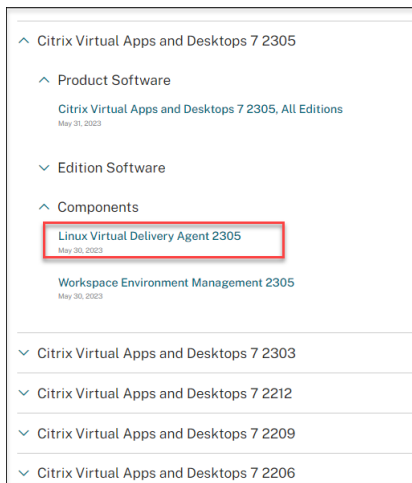 Citrix Virtual Apps and Desktops 7 2305
Product Software
Citrix Virtual Apps and Desktops 7 2305, All Editions
May 31, 2023
Edition Software
Components
Linux Virtual Delivery Agent 2305
May 30, 2023
Workspace Environment Management 2305
May 30, 2023
Citrix Virtual Apps and Desktops 7 2303
Citrix Virtual Apps and Desktops 7 2212
Citrix Virtual Apps and Desktops 7 2209
Citrix Virtual Apps and Desktops 7 2206